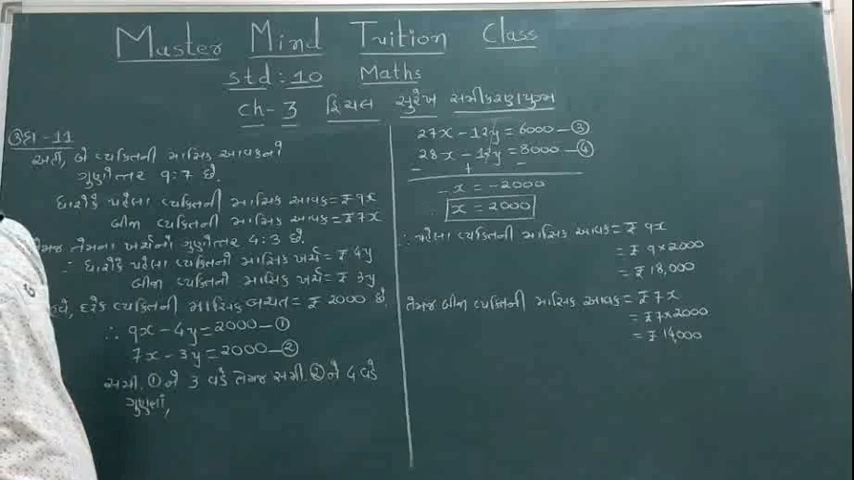 Master Mind Tuition Class
std : 10 Maths
ch- 3 દ્વિચલ સુરેખ સમીકરણયુગ્મ
ઉદા -11
અહીં, બે વ્યક્તિની માસિક આવકનો
ગુણોત્તર 9:7 છે.
ધારોકે પહેલા વ્યક્તિની માસિક આવક = ₹ 9x
બીજા વ્યક્તિની માસિક આવક = ₹ 7x
તેમજ તેમના ખર્ચનો ગુણોત્તર 4:3 છે.
∴ ધારોકે પહેલા વ્યક્તિનો માસિક ખર્ચ = ₹ 4y
બીજા વ્યક્તિનો માસિક ખર્ચ = ₹ 3y
હવે, દરેક વ્યક્તિની માસિક બચત = ₹ 2000 છે.
∴ 9x - 4y = 2000 — ①
7x - 3y = 2000 — ②
સમી. ① ને 3 વડે તેમજ સમી. ② ને 4 વડે
ગુણતાં,
27x - 12y = 6000 — ③
28x - 12y = 8000 — ④
- + -
- x = - 2000
x = 2000
∴ પહેલા વ્યક્તિની માસિક આવક = ₹ 9x
= ₹ 9×2000
= ₹ 18,000
તેમજ બીજા વ્યક્તિની માસિક આવક = ₹ 7x
= ₹ 7×2000
= ₹ 14,000